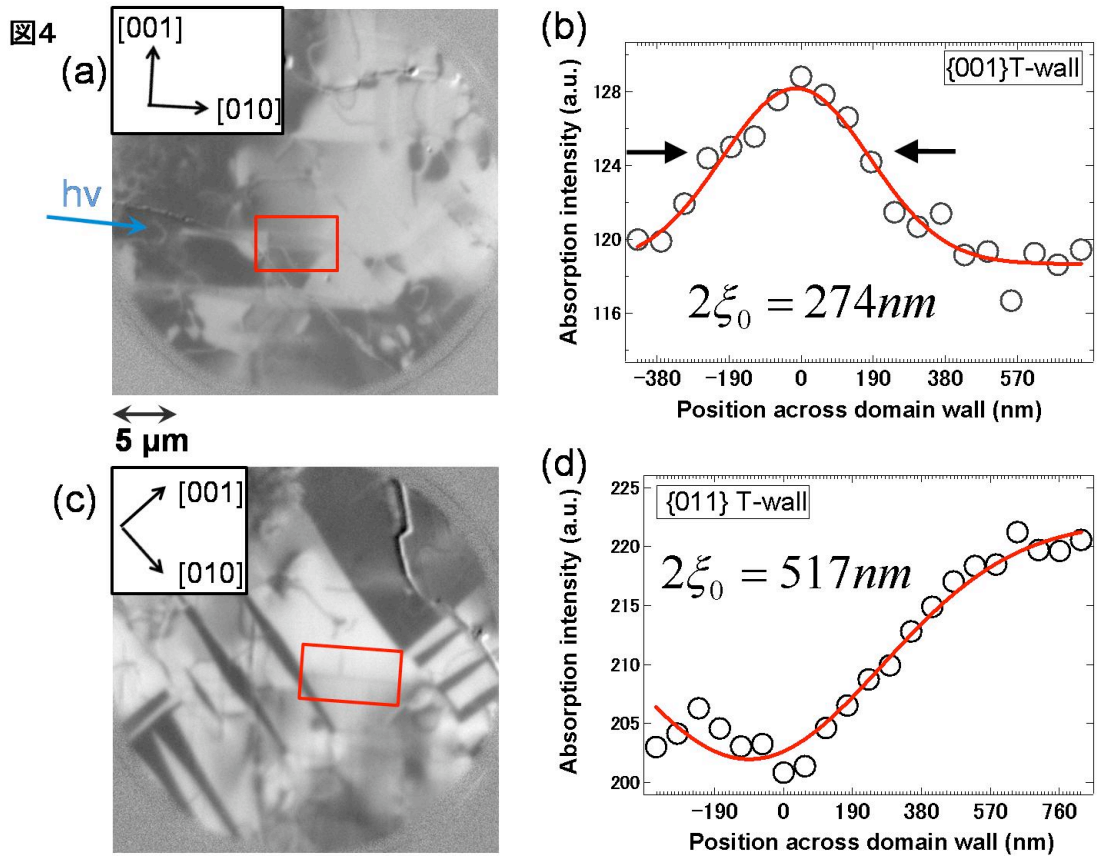 図4
(a)
[001]
[010]
hv
5 μm
(b)
{001}T-wall
Absorption intensity (a.u.)
128
124
120
116
2ξ₀ = 274nm
−380 −190 0 190 380 570
Position across domain wall (nm)
(c)
[001]
[010]
(d)
{011} T-wall
Absorption intensity (a.u.)
225
220
215
210
205
200
2ξ₀ = 517nm
−190 0 190 380 570 760
Position across domain wall (nm)